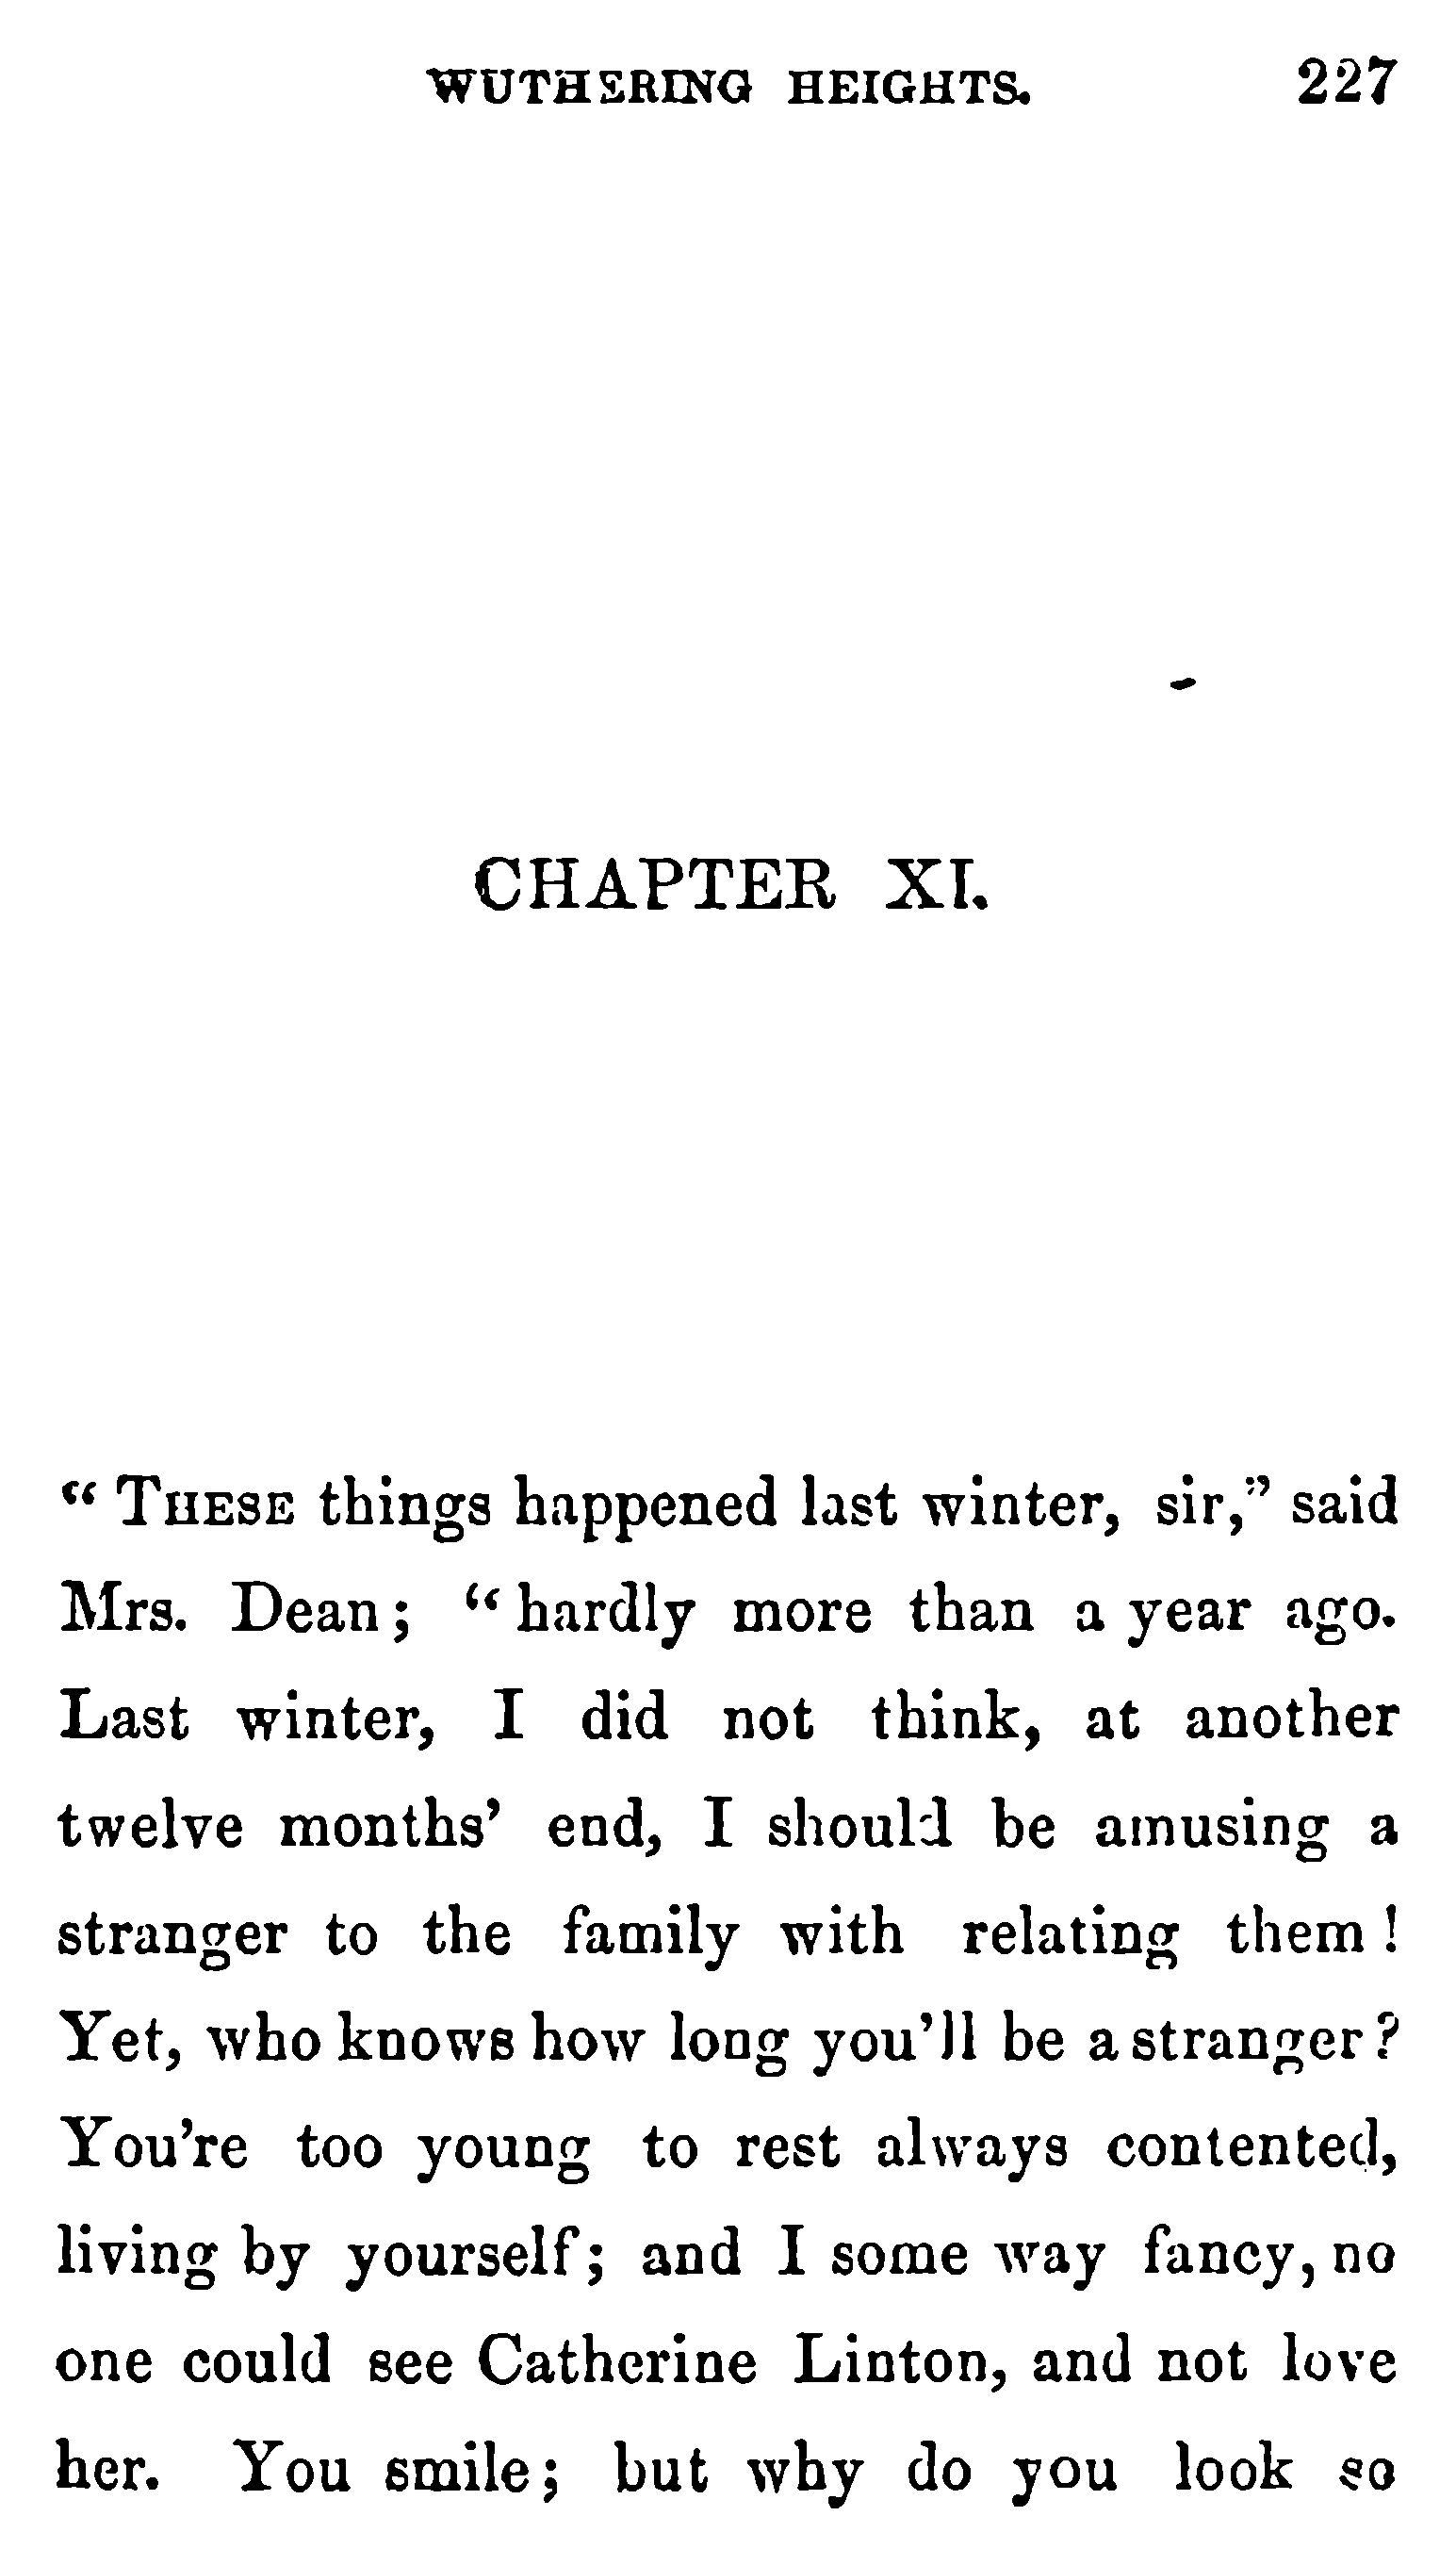 WUTHERING HEIGHTS. 227
CHAPTER XI.
“ THESE things happened last winter, sir,” said
Mrs. Dean; “ hardly more than a year ago.
Last winter, I did not think, at another
twelve months’ end, I should be amusing a
stranger to the family with relating them !
Yet, who knows how long you’ll be a stranger?
You’re too young to rest always contented,
living by yourself; and I some way fancy, no
one could see Catherine Linton, and not love
her. You smile; but why do you look so